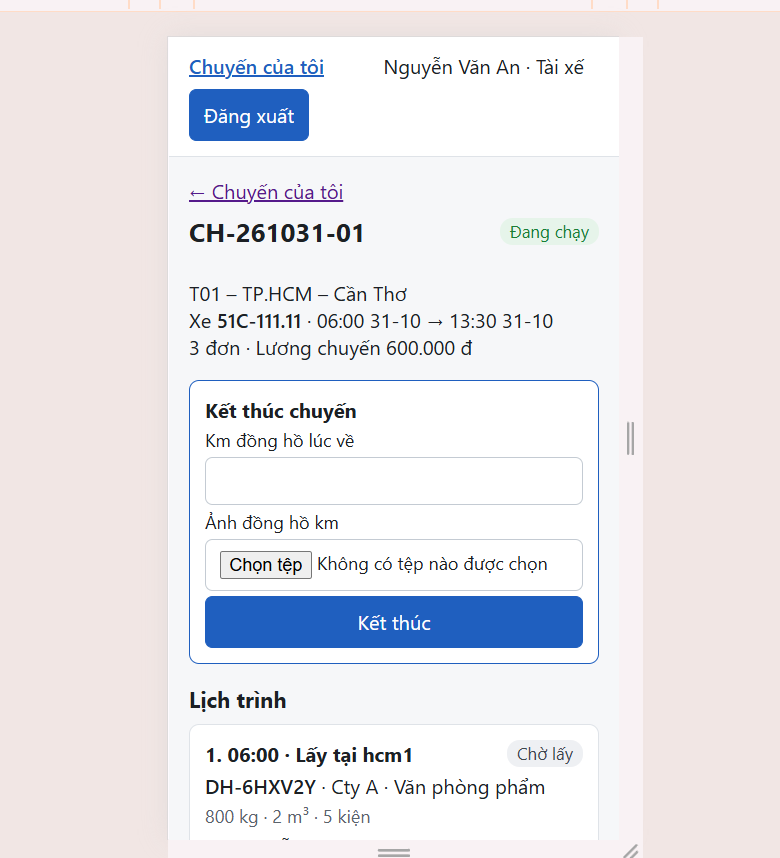 Chuyến của tôi
Nguyễn Văn An · Tài xế
Đăng xuất
← Chuyến của tôi
CH-261031-01
Đang chạy
T01 – TP.HCM – Cần Thơ
Xe 51C-111.11 · 06:00 31-10 → 13:30 31-10
3 đơn · Lương chuyến 600.000 đ
Kết thúc chuyến
Km đồng hồ lúc về
Ảnh đồng hồ km
Chọn tệp Không có tệp nào được chọn
Kết thúc
Lịch trình
1. 06:00 · Lấy tại hcm1
Chờ lấy
DH-6HXV2Y · Cty A · Văn phòng phẩm
800 kg · 2 m³ · 5 kiện